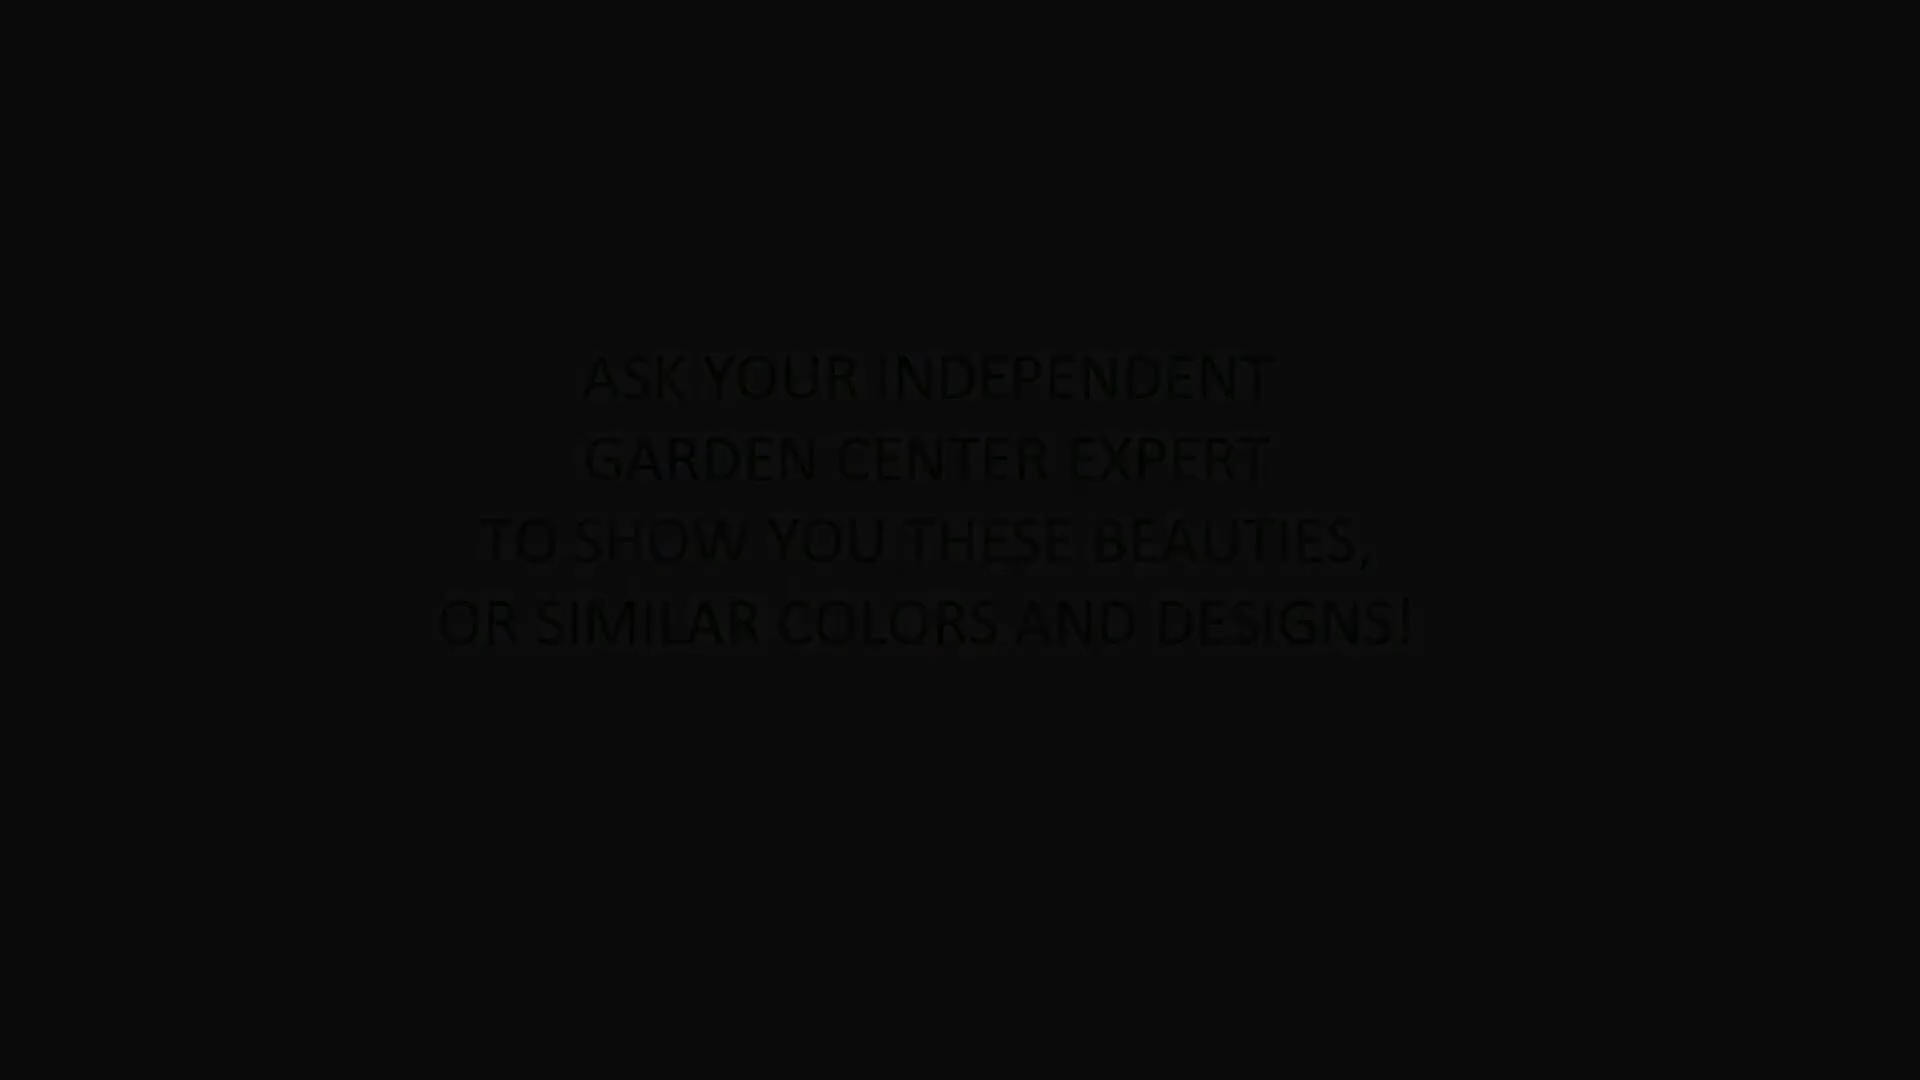 ASK YOUR INDEPENDENT
GARDEN CENTER EXPERT
TO SHOW YOU THESE BEAUTIES,
OR SIMILAR COLORS AND DESIGNS!